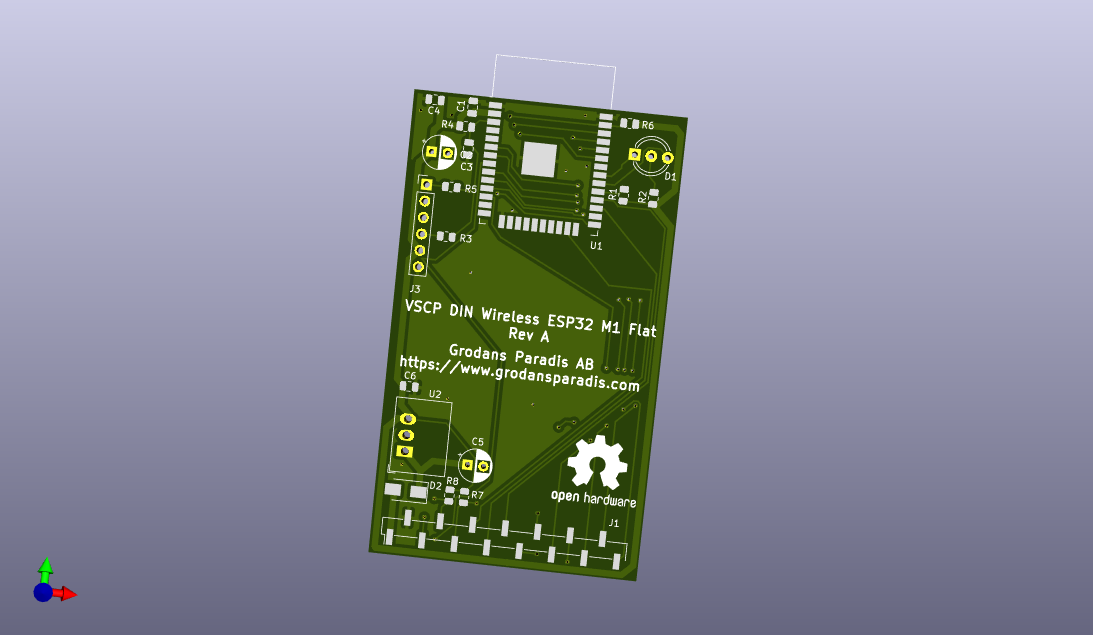 C4
C1
R4
C3
R6
D1
R5
R1
R2
R3
U1
J3
VSCP DIN Wireless ESP32 M1 Flat
Rev A
Grodans Paradis AB
https://www.grodansparadis.com
C6
U2
C5
D2
R8
R7
open hardware
J1